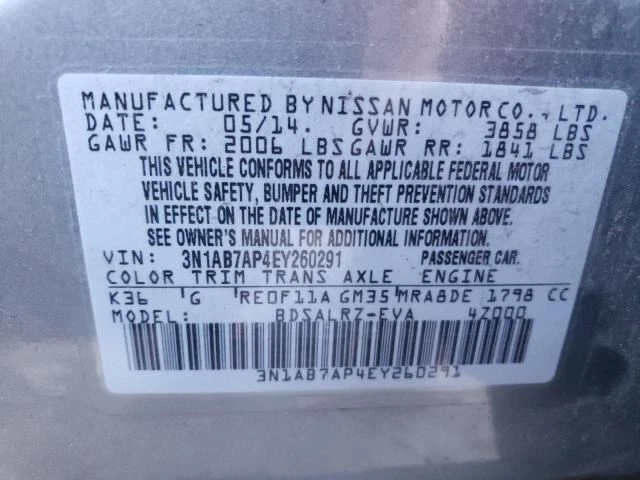 MANUFACTURED BY NISSAN MOTOR CO., LTD.
DATE: 05/14. GVWR: 3858 LBS
GAWR FR: 2006 LBS GAWR RR: 1841 LBS
THIS VEHICLE CONFORMS TO ALL APPLICABLE FEDERAL MOTOR
VEHICLE SAFETY, BUMPER AND THEFT PREVENTION STANDARDS
IN EFFECT ON THE DATE OF MANUFACTURE SHOWN ABOVE.
SEE OWNER'S MANUAL FOR ADDITIONAL INFORMATION.
VIN: 3N1AB7AP4EY260291 PASSENGER CAR.
COLOR TRIM TRANS AXLE ENGINE
K36 G RE0F11A GM35 MRA8DE 1798 CC
MODEL: BDSALRZ-EVA 4Z000
3N1AB7AP4EY260291